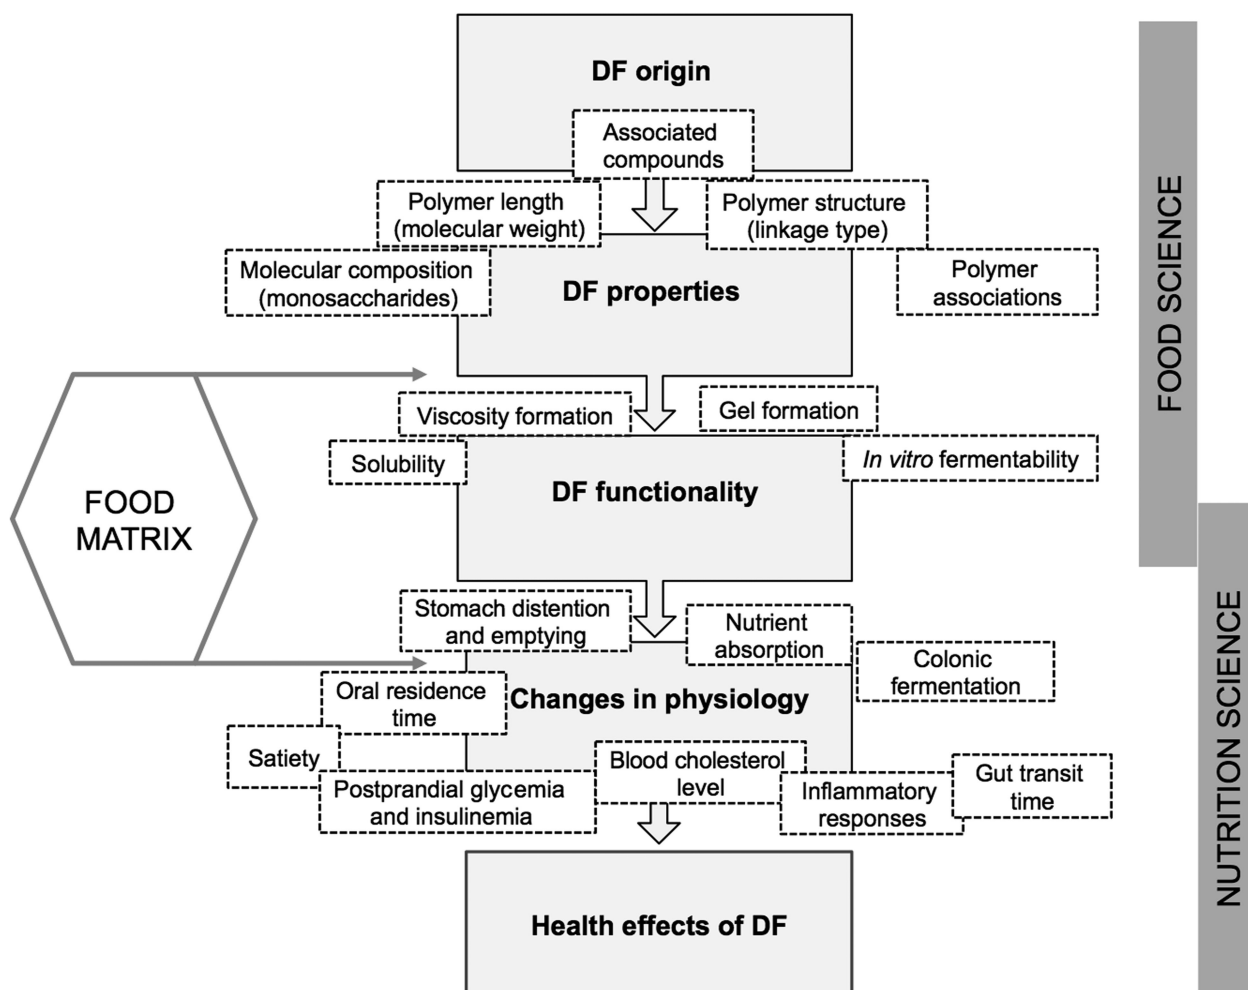 DF origin
Associated
compounds
Polymer length
(molecular weight)
Polymer structure
(linkage type)
Molecular composition
(monosaccharides)
DF properties
Polymer
associations
Viscosity formation
Gel formation
Solubility
In vitro fermentability
DF functionality
FOOD
MATRIX
Stomach distention
and emptying
Nutrient
absorption
Colonic
fermentation
Oral residence
time
Changes in physiology
Satiety
Postprandial glycemia
and insulinemia
Blood cholesterol
level
Inflammatory
responses
Gut transit
time
Health effects of DF
FOOD SCIENCE
NUTRITION SCIENCE